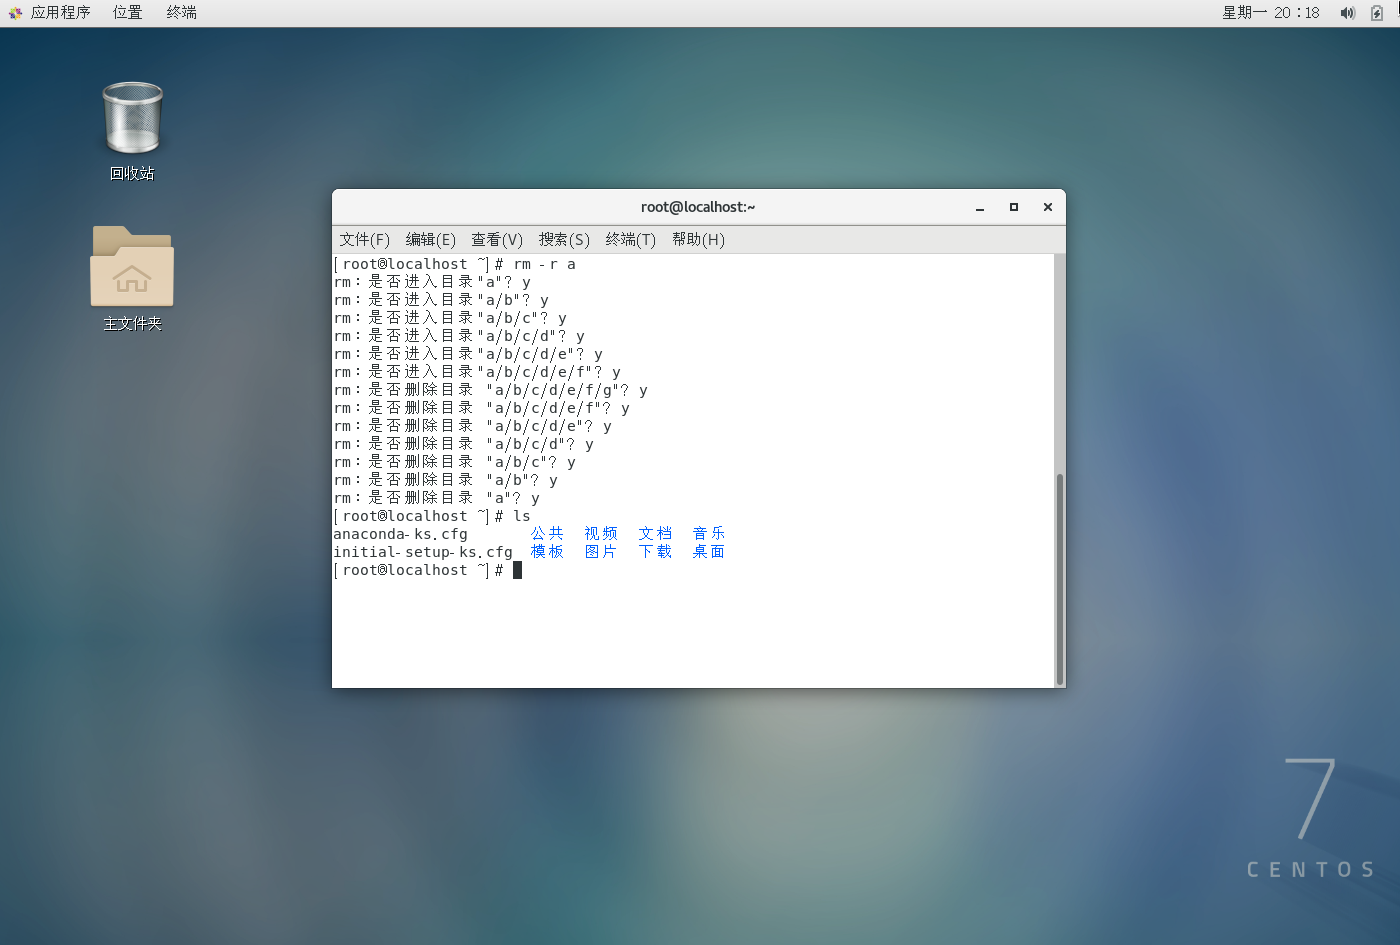 应用程序 位置 终端 星期一 20：18
回收站
主文件夹
root@localhost:~
文件(F) 编辑(E) 查看(V) 搜索(S) 终端(T) 帮助(H)
[root@localhost ~]# rm -r a
rm：是否进入目录"a"? y
rm：是否进入目录"a/b"? y
rm：是否进入目录"a/b/c"? y
rm：是否进入目录"a/b/c/d"? y
rm：是否进入目录"a/b/c/d/e"? y
rm：是否进入目录"a/b/c/d/e/f"? y
rm：是否删除目录 "a/b/c/d/e/f/g"? y
rm：是否删除目录 "a/b/c/d/e/f"? y
rm：是否删除目录 "a/b/c/d/e"? y
rm：是否删除目录 "a/b/c/d"? y
rm：是否删除目录 "a/b/c"? y
rm：是否删除目录 "a/b"? y
rm：是否删除目录 "a"? y
[root@localhost ~]# ls
anaconda-ks.cfg 公共 视频 文档 音乐
initial-setup-ks.cfg 模板 图片 下载 桌面
[root@localhost ~]#
7
CENTOS